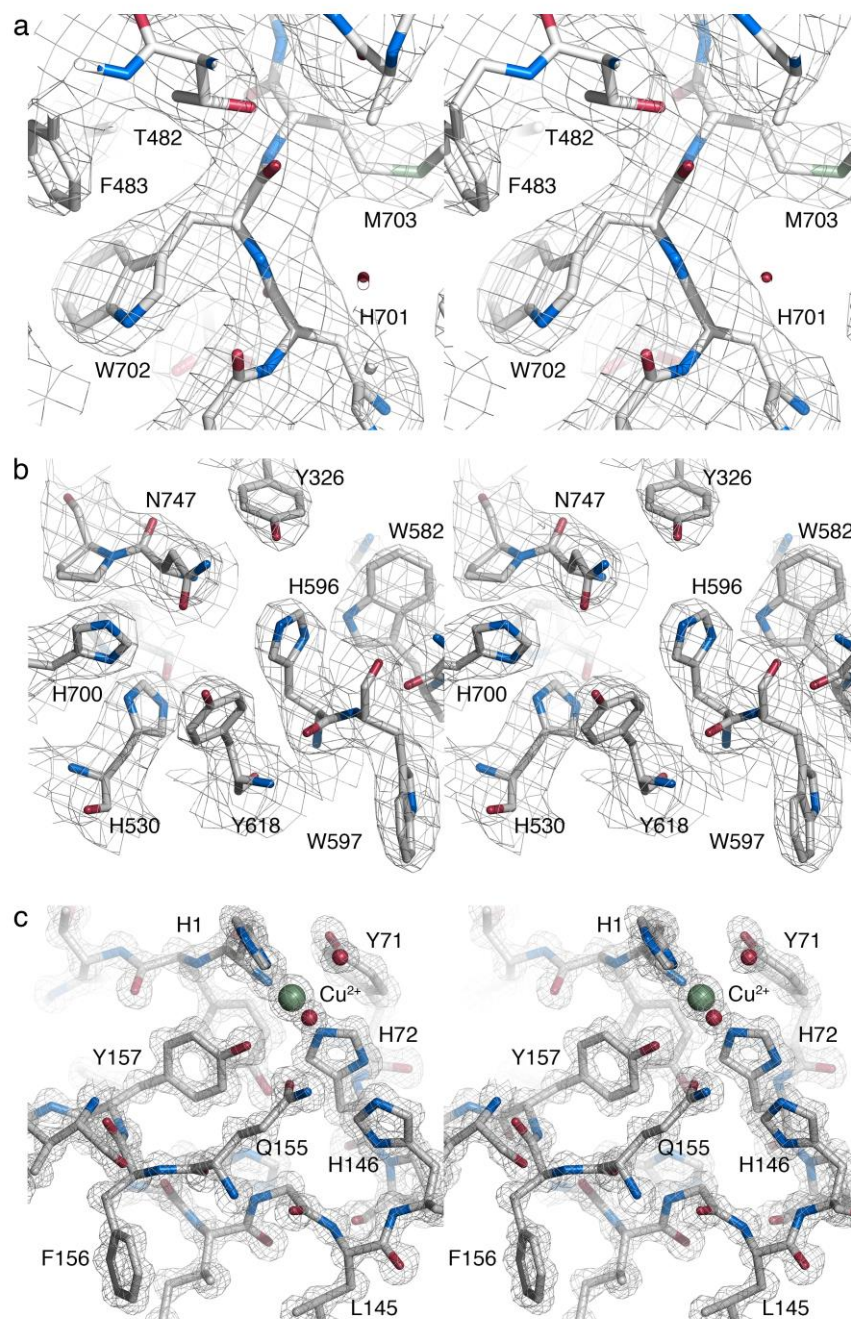 a
T482 T482
F483 F483
M703 M703
H701 H701
W702 W702
b
Y326 Y326
N747 N747
W582 W582
H596 H596
H700 H700
H530 Y618 H530 Y618
W597 W597
c
H1 H1
Y71 Y71
Cu²⁺ Cu²⁺
H72 H72
Y157 Y157
Q155 Q155
H146 H146
F156 F156
L145 L145